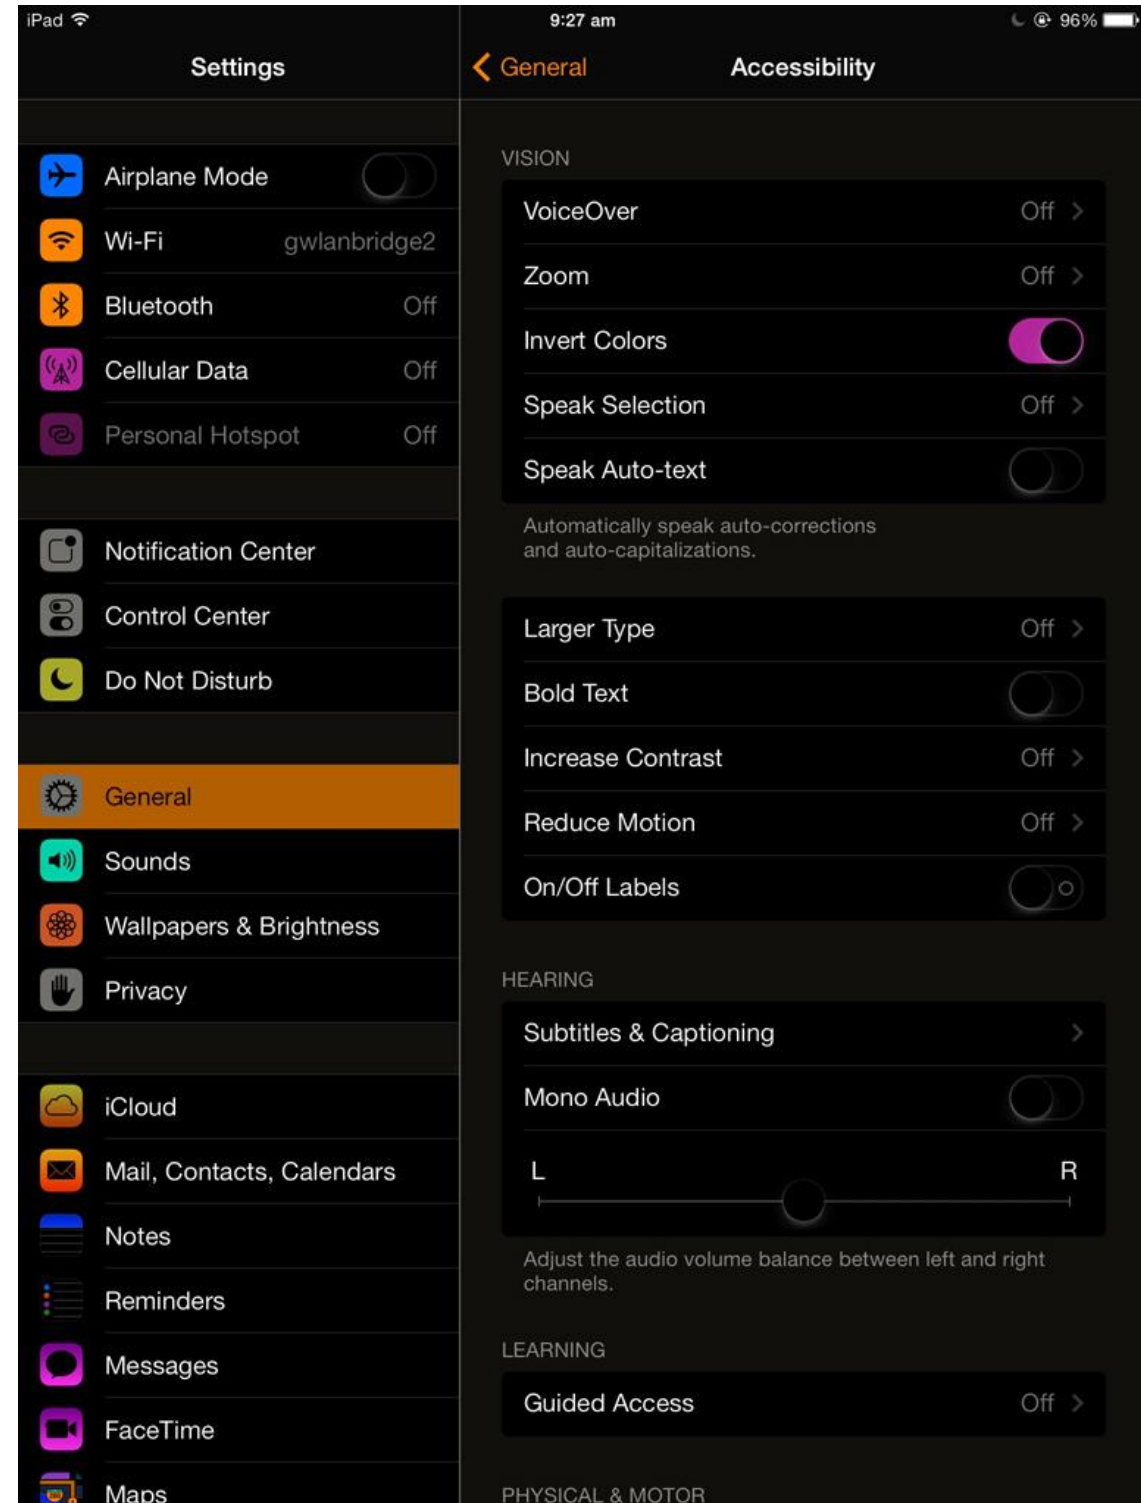 iPad 9:27 am 96%
Settings
Airplane Mode
Wi-Fi gwlanbridge2
Bluetooth Off
Cellular Data Off
Personal Hotspot Off
Notification Center
Control Center
Do Not Disturb
General
Sounds
Wallpapers & Brightness
Privacy
iCloud
Mail, Contacts, Calendars
Notes
Reminders
Messages
FaceTime
Maps
General Accessibility
VISION
VoiceOver Off
Zoom Off
Invert Colors
Speak Selection Off
Speak Auto-text
Automatically speak auto-corrections
and auto-capitalizations.
Larger Type Off
Bold Text
Increase Contrast Off
Reduce Motion Off
On/Off Labels
HEARING
Subtitles & Captioning
Mono Audio
L R
Adjust the audio volume balance between left and right
channels.
LEARNING
Guided Access Off
PHYSICAL & MOTOR